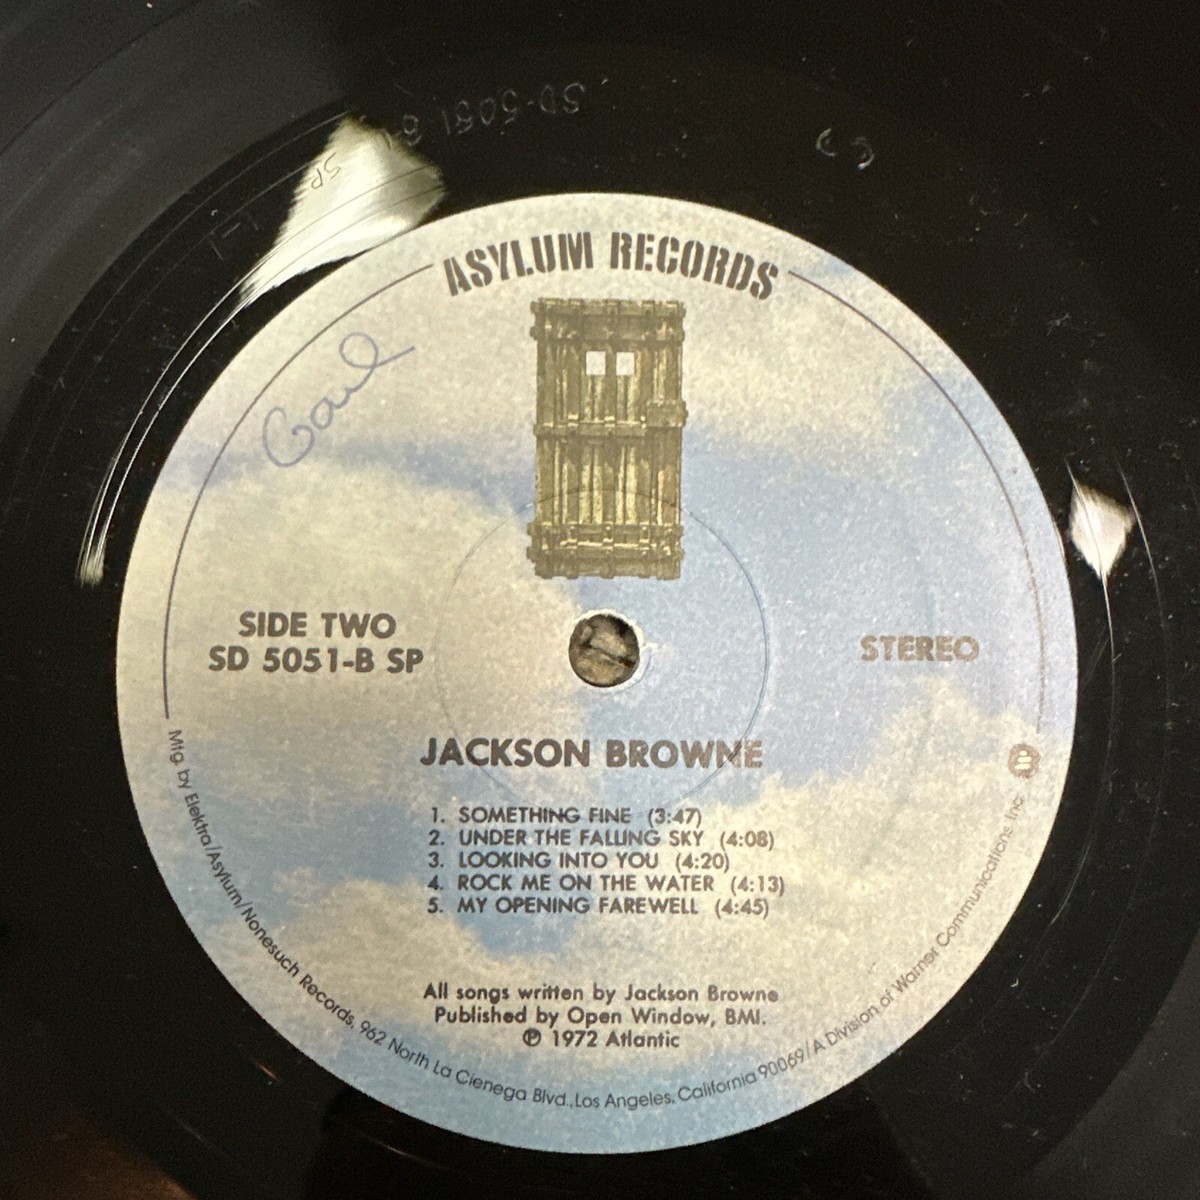 SD-5051 B
SP
1-1
ASYLUM RECORDS
SIDE TWO
SD 5051-B SP
STEREO
JACKSON BROWNE
1. SOMETHING FINE (3:47)
2. UNDER THE FALLING SKY (4:08)
3. LOOKING INTO YOU (4:20)
4. ROCK ME ON THE WATER (4:13)
5. MY OPENING FAREWELL (4:45)
All songs written by Jackson Browne
Published by Open Window, BMI.
℗ 1972 Atlantic
Mfg. by Elektra/Asylum/Nonesuch Records, 962 North La Cienega Blvd., Los Angeles, California 90069/A Division of Warner Communications Inc.